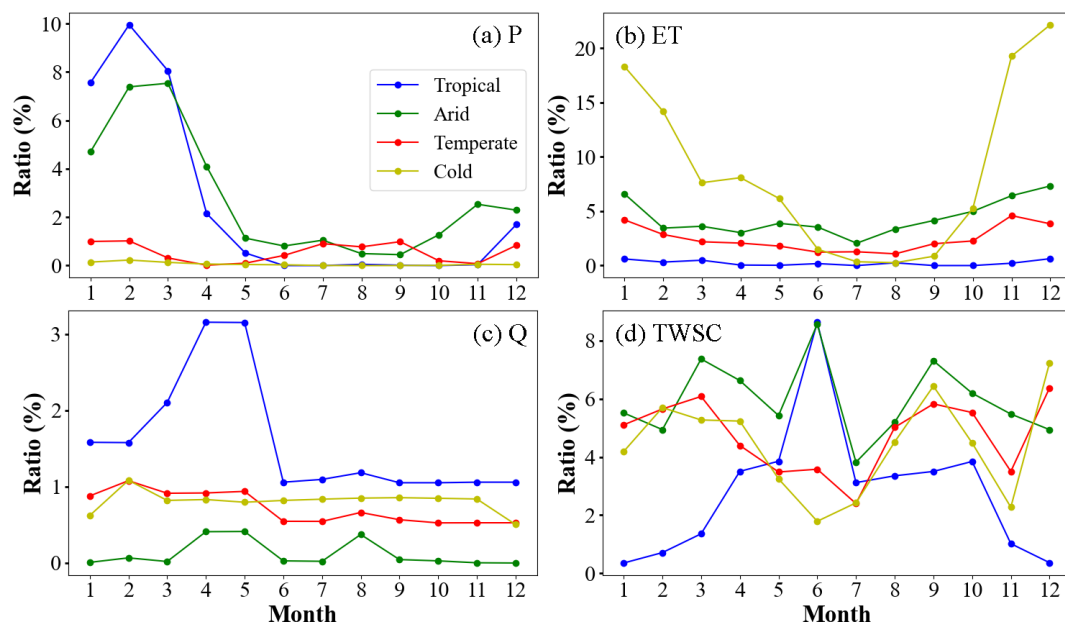 (a) P
10
8
6
4
2
0
Ratio (%)
Tropical
Arid
Temperate
Cold
1 2 3 4 5 6 7 8 9 10 11 12
(b) ET
20
15
10
5
0
Ratio (%)
1 2 3 4 5 6 7 8 9 10 11 12
(c) Q
3
2
1
0
Ratio (%)
1 2 3 4 5 6 7 8 9 10 11 12
Month
(d) TWSC
8
6
4
2
0
Ratio (%)
1 2 3 4 5 6 7 8 9 10 11 12
Month